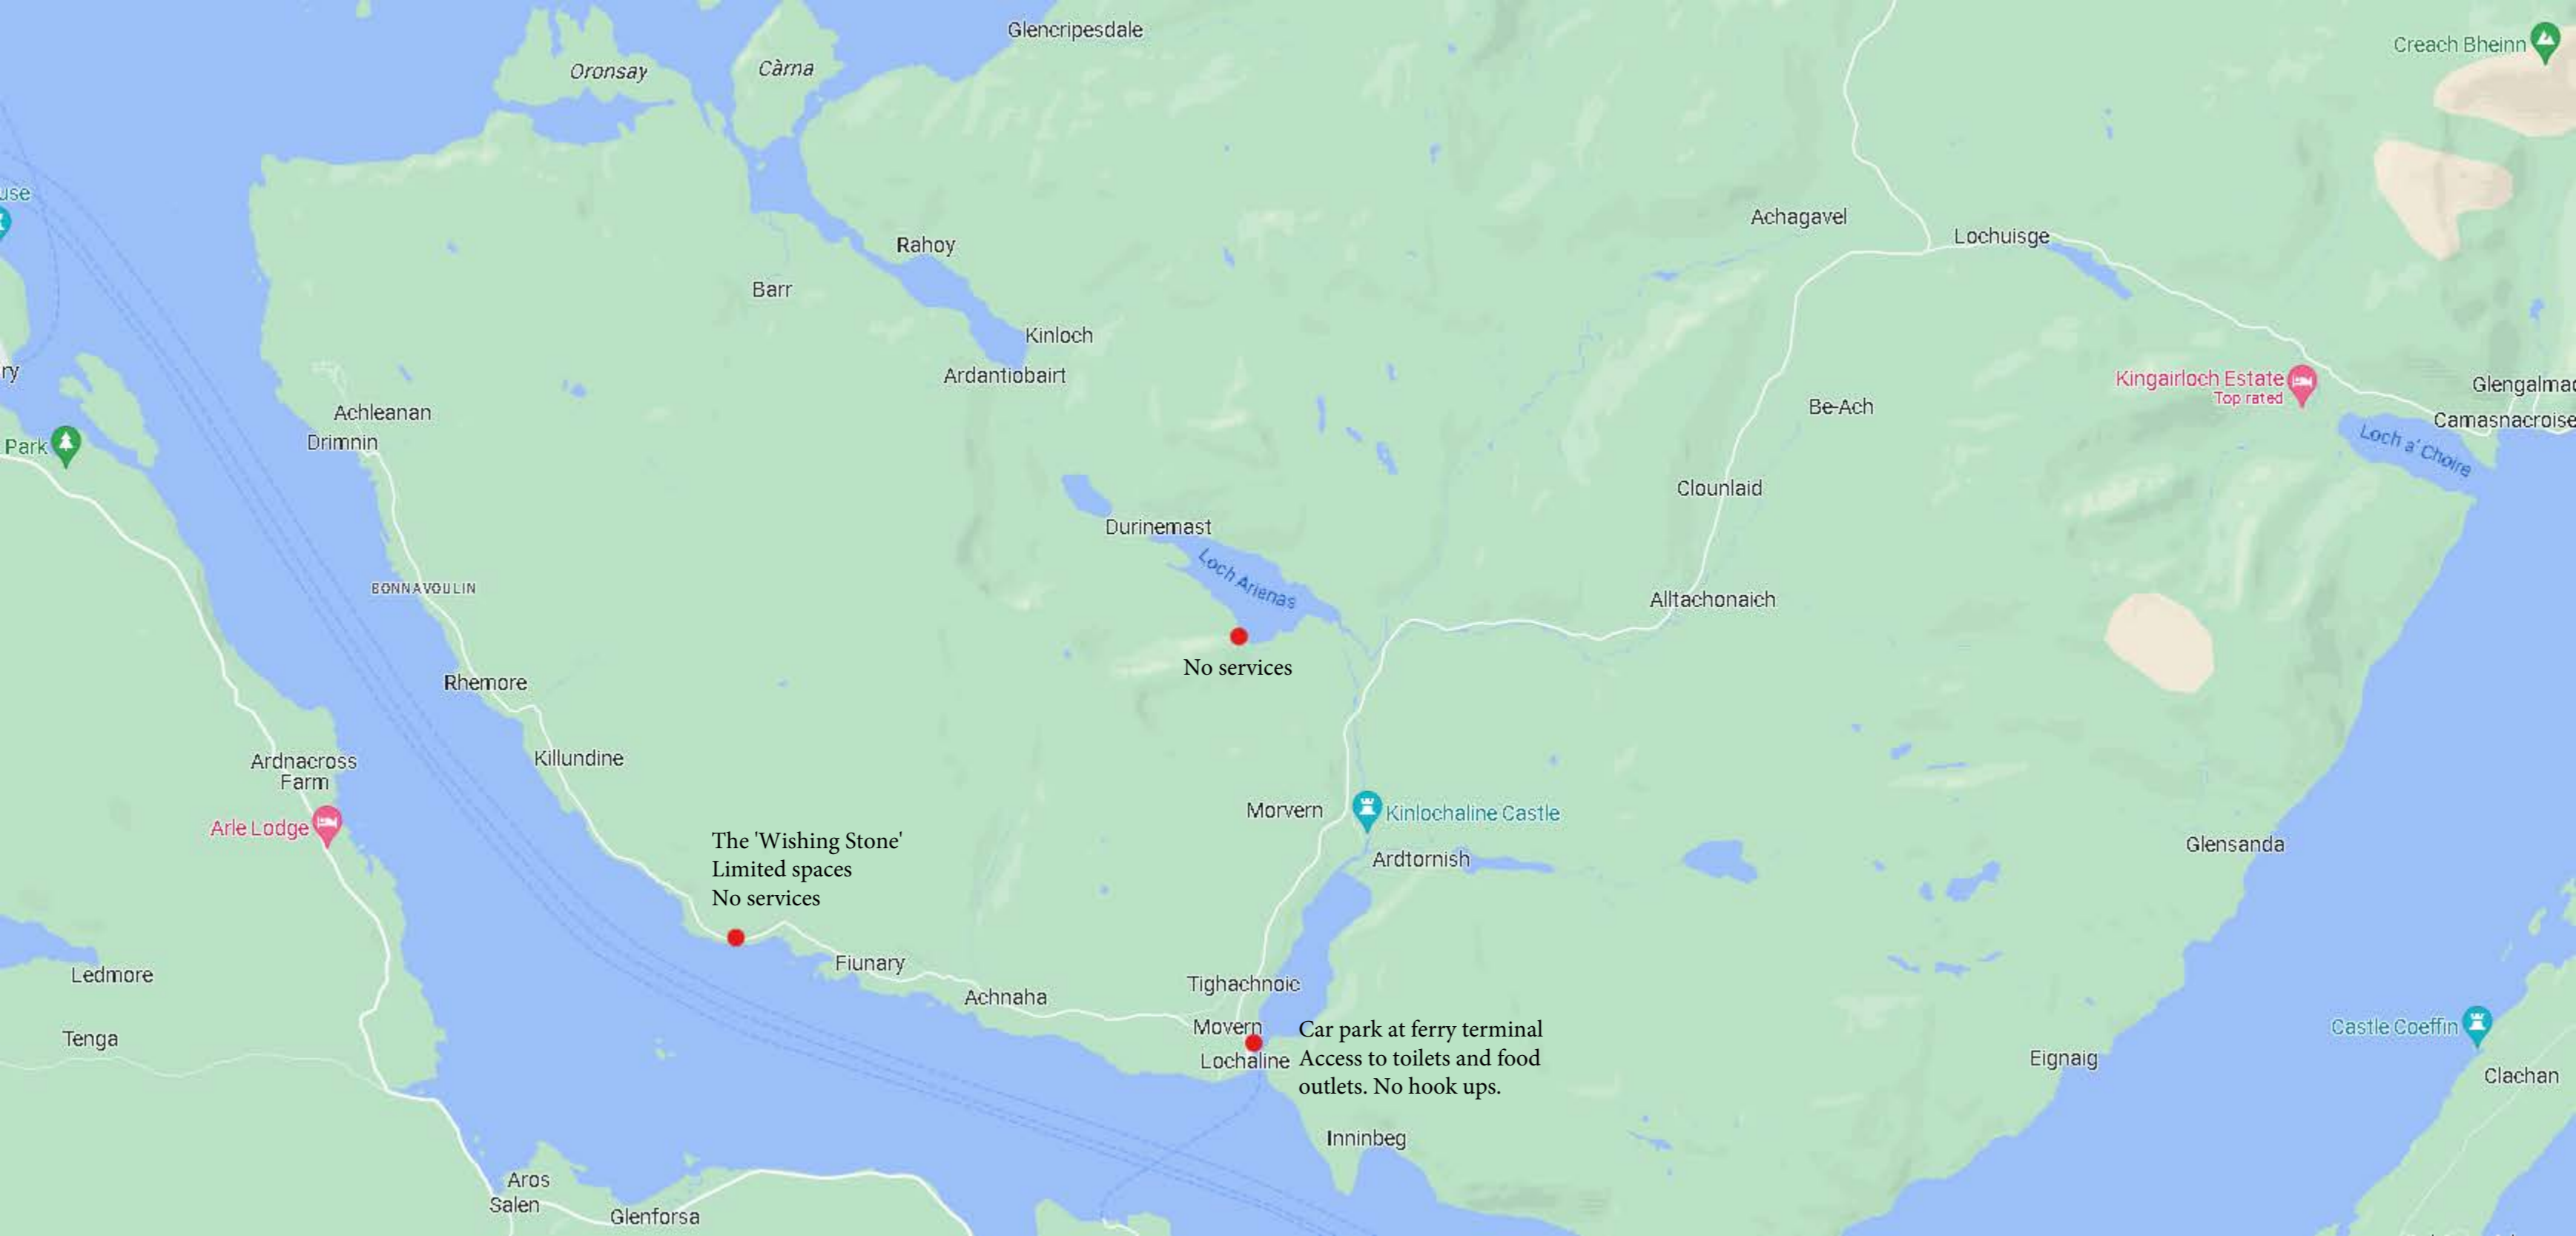 Glencripesdale
Creach Bheinn
Oronsay
Càrna
use
Achagavel
Lochuisge
Rahoy
Barr
Kinloch
ry
Ardantiobairt
Kingairloch Estate
Top rated
Glengalmad
Camasnacroise
Loch a' Choire
Be-Ach
Achleanan
Drimnin
Park
Clounlaid
Durinemast
Loch Arienas
BONNAVOULIN
Alltachonaich
No services
Rhemore
Killundine
Ardnacross
Farm
Arle Lodge
Morvern
Kinlochaline Castle
Ardtornish
Glensanda
The 'Wishing Stone'
Limited spaces
No services
Fiunary
Ledmore
Tighachnoic
Achnaha
Movern
Lochaline
Car park at ferry terminal
Access to toilets and food
outlets. No hook ups.
Castle Coeffin
Tenga
Eignaig
Clachan
Inninbeg
Aros
Salen
Glenforsa